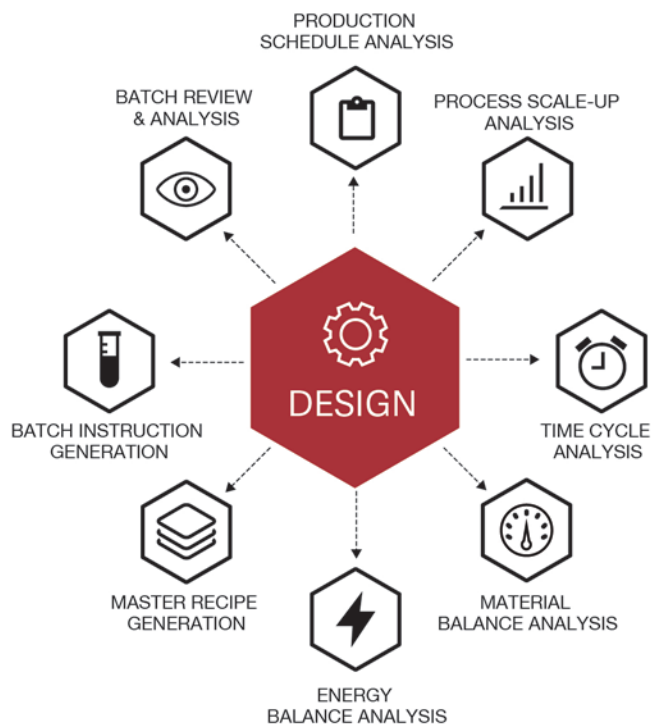 PRODUCTION
SCHEDULE ANALYSIS
BATCH REVIEW
& ANALYSIS
PROCESS SCALE-UP
ANALYSIS
DESIGN
BATCH INSTRUCTION
GENERATION
TIME CYCLE
ANALYSIS
MASTER RECIPE
GENERATION
MATERIAL
BALANCE ANALYSIS
ENERGY
BALANCE ANALYSIS